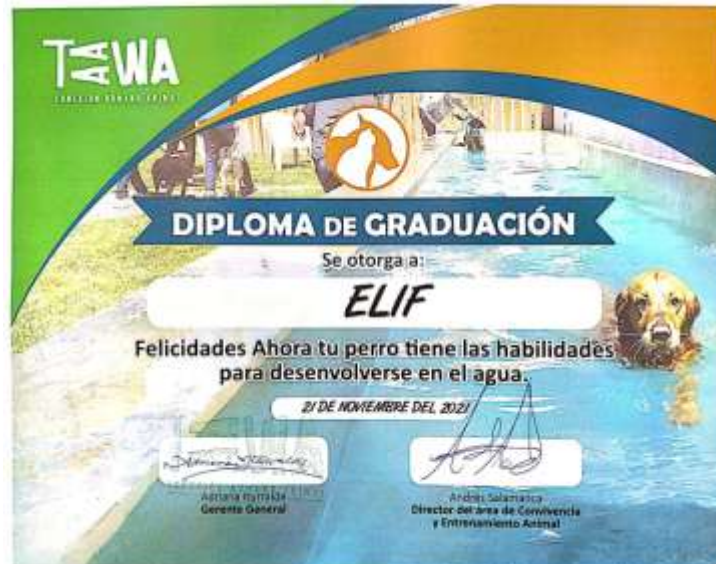 TAAWA
DIPLOMA DE GRADUACIÓN
Se otorga a:
ELIF
Felicidades Ahora tu perro tiene las habilidades
para desenvolverse en el agua.
21 DE NOVIEMBRE DEL 2021
Adriana
Gerente General
Andrés Salamanca
Director del área de Convivencia
y Entrenamiento Animal